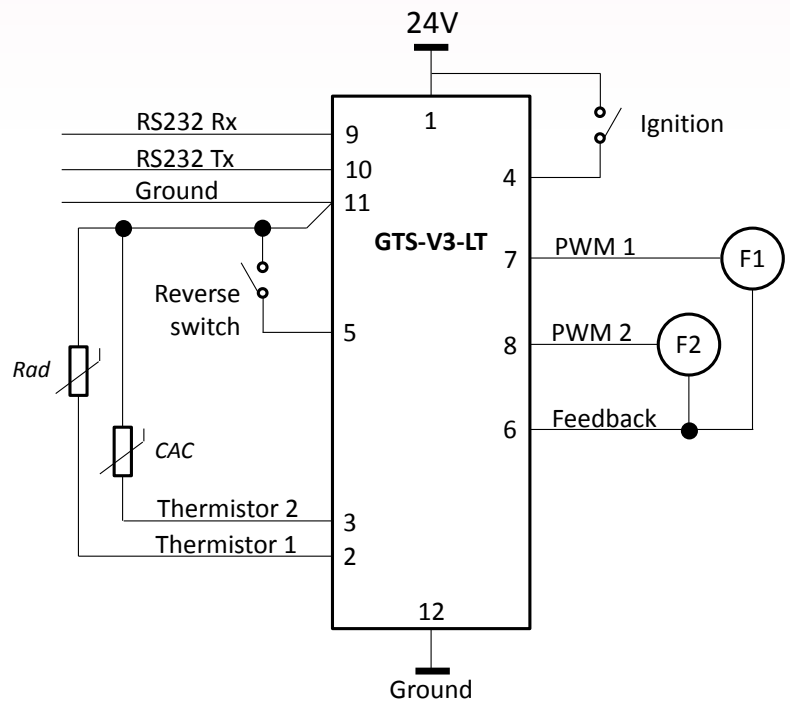 24V
1
Ignition
RS232 Rx
9
RS232 Tx
10
4
Ground
11
GTS-V3-LT
7
PWM 1
F1
Reverse
switch
5
8
PWM 2
F2
Rad
6
Feedback
CAC
Thermistor 2
3
Thermistor 1
2
12
Ground